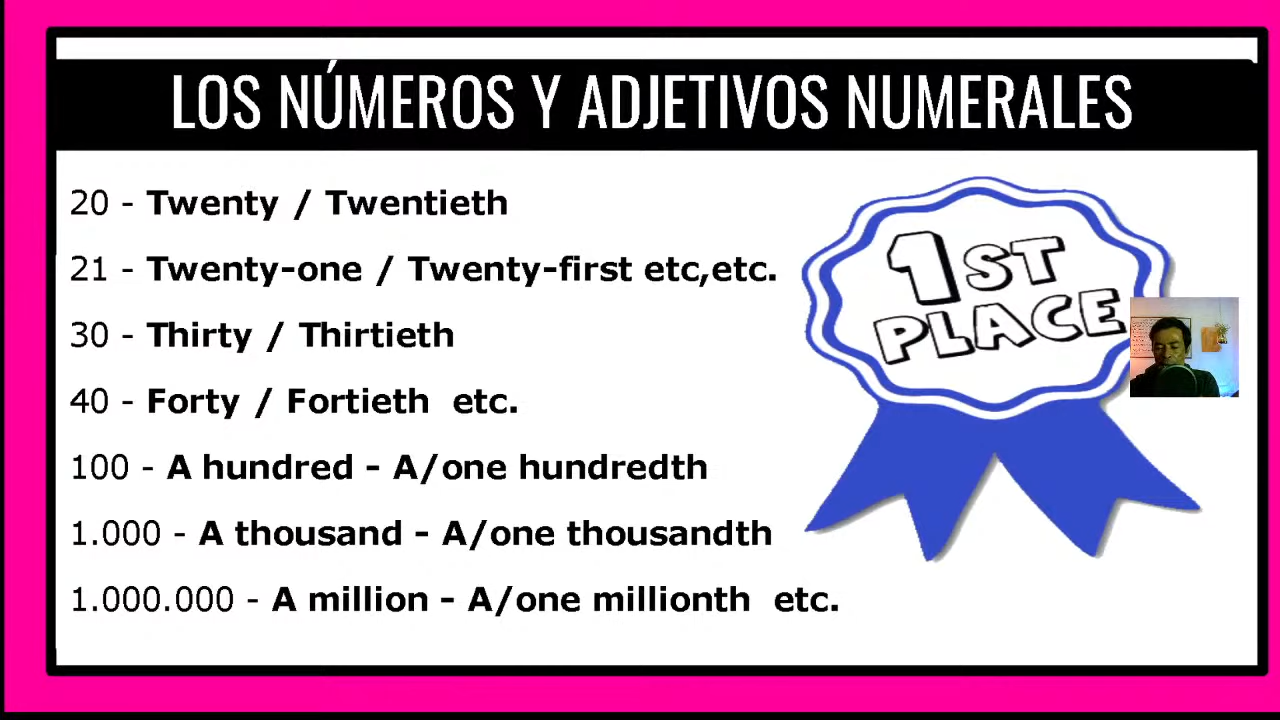 LOS NÚMEROS Y ADJETIVOS NUMERALES
20 - Twenty / Twentieth
21 - Twenty-one / Twenty-first etc,etc.
30 - Thirty / Thirtieth
40 - Forty / Fortieth etc.
100 - A hundred - A/one hundredth
1.000 - A thousand - A/one thousandth
1.000.000 - A million - A/one millionth etc.
1ST
PLACE